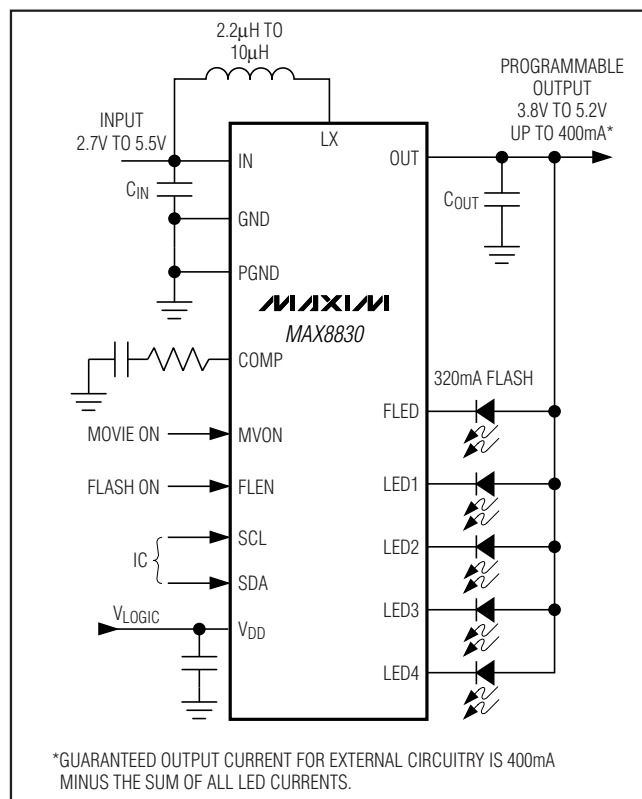 2.2µH TO
10µH
PROGRAMMABLE
OUTPUT
3.8V TO 5.2V
UP TO 400mA*
INPUT
2.7V TO 5.5V
LX
IN
OUT
CIN
COUT
GND
PGND
MAXIM
MAX8830
COMP
320mA FLASH
FLED
MOVIE ON
MVON
FLASH ON
FLEN
LED1
SCL
LED2
IC
SDA
LED3
VLOGIC
VDD
LED4
*GUARANTEED OUTPUT CURRENT FOR EXTERNAL CIRCUITRY IS 400mA
MINUS THE SUM OF ALL LED CURRENTS.